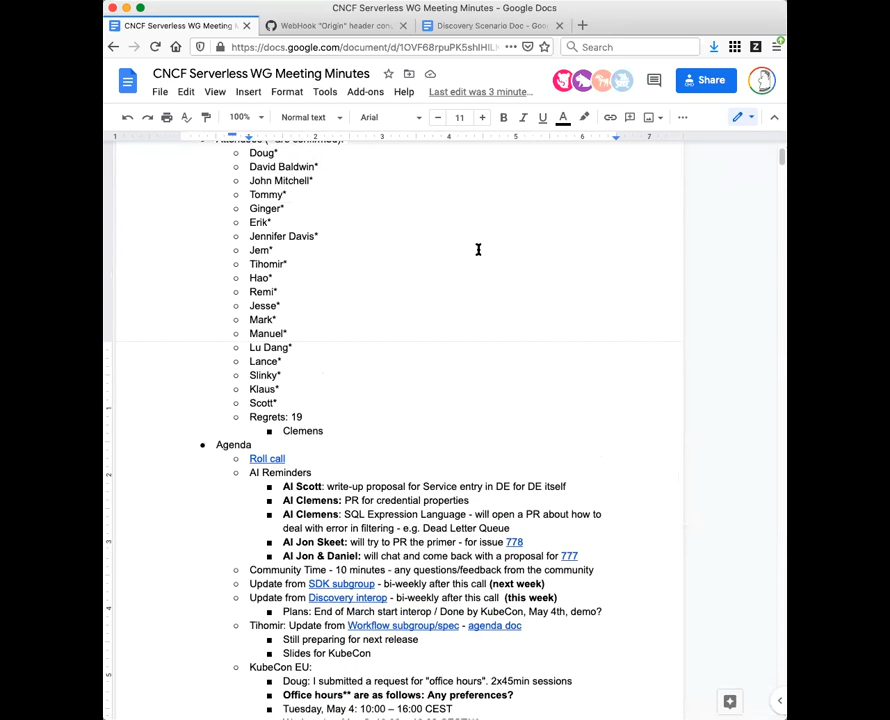 CNCF Serverless WG Meeting Minutes - Google Docs
CNCF Serverless WG Meeting M
WebHook "Origin" header conc
Discovery Scenario Doc - Goo
https://docs.google.com/document/d/1OVF68rpuPK5shIHIL
Search
CNCF Serverless WG Meeting Minutes
File Edit View Insert Format Tools Add-ons Help Last edit was 3 minute...
Share
100% Normal text Arial 11 B I U A
1 2 3 4 5 6 7
Doug*
David Baldwin*
John Mitchell*
Tommy*
Ginger*
Erik*
Jennifer Davis*
Jem*
Tihomir*
Hao*
Remi*
Jesse*
Mark*
Manuel*
Lu Dang*
Lance*
Slinky*
Klaus*
Scott*
Regrets: 19
Clemens
Agenda
Roll call
AI Reminders
AI Scott: write-up proposal for Service entry in DE for DE itself
AI Clemens: PR for credential properties
AI Clemens: SQL Expression Language - will open a PR about how to
deal with error in filtering - e.g. Dead Letter Queue
AI Jon Skeet: will try to PR the primer - for issue 778
AI Jon & Daniel: will chat and come back with a proposal for 777
Community Time - 10 minutes - any questions/feedback from the community
Update from SDK subgroup - bi-weekly after this call (next week)
Update from Discovery interop - bi-weekly after this call (this week)
Plans: End of March start interop / Done by KubeCon, May 4th, demo?
Tihomir: Update from Workflow subgroup/spec - agenda doc
Still preparing for next release
Slides for KubeCon
KubeCon EU:
Doug: I submitted a request for "office hours". 2x45min sessions
Office hours** are as follows: Any preferences?
Tuesday, May 4: 10:00 – 16:00 CEST